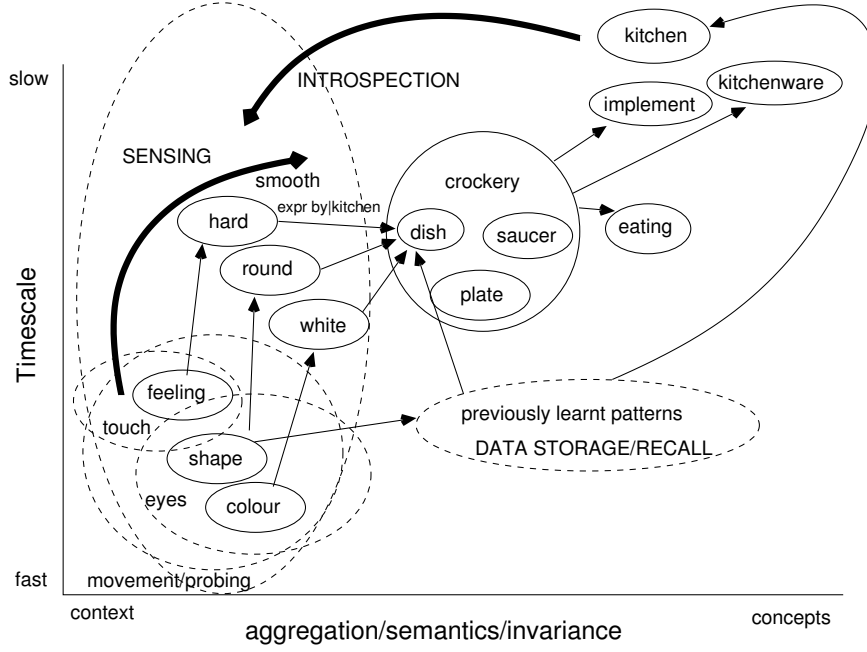 kitchen
slow
INTROSPECTION
kitchenware
implement
SENSING
smooth
crockery
expr by|kitchen
hard
dish
saucer
eating
round
plate
white
Timescale
feeling
touch
previously learnt patterns
DATA STORAGE/RECALL
shape
eyes
colour
fast
movement/probing
context
concepts
aggregation/semantics/invariance